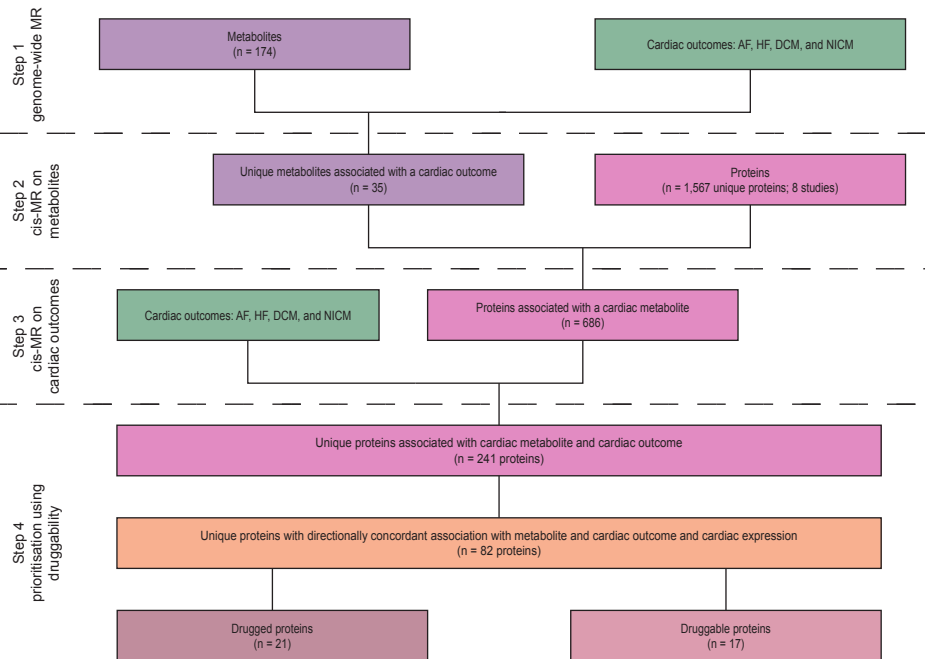 Step 1
genome-wide MR
Metabolites
(n = 174)
Cardiac outcomes: AF, HF, DCM, and NICM
Step 2
cis-MR on
metabolites
Unique metabolites associated with a cardiac outcome
(n = 35)
Proteins
(n = 1,567 unique proteins; 8 studies)
Step 3
cis-MR on
cardiac outcomes
Cardiac outcomes: AF, HF, DCM, and NICM
Proteins associated with a cardiac metabolite
(n = 686)
Step 4
prioritisation using
druggability
Unique proteins associated with cardiac metabolite and cardiac outcome
(n = 241 proteins)
Unique proteins with directionally concordant association with metabolite and cardiac outcome and cardiac expression
(n = 82 proteins)
Drugged proteins
(n = 21)
Druggable proteins
(n = 17)